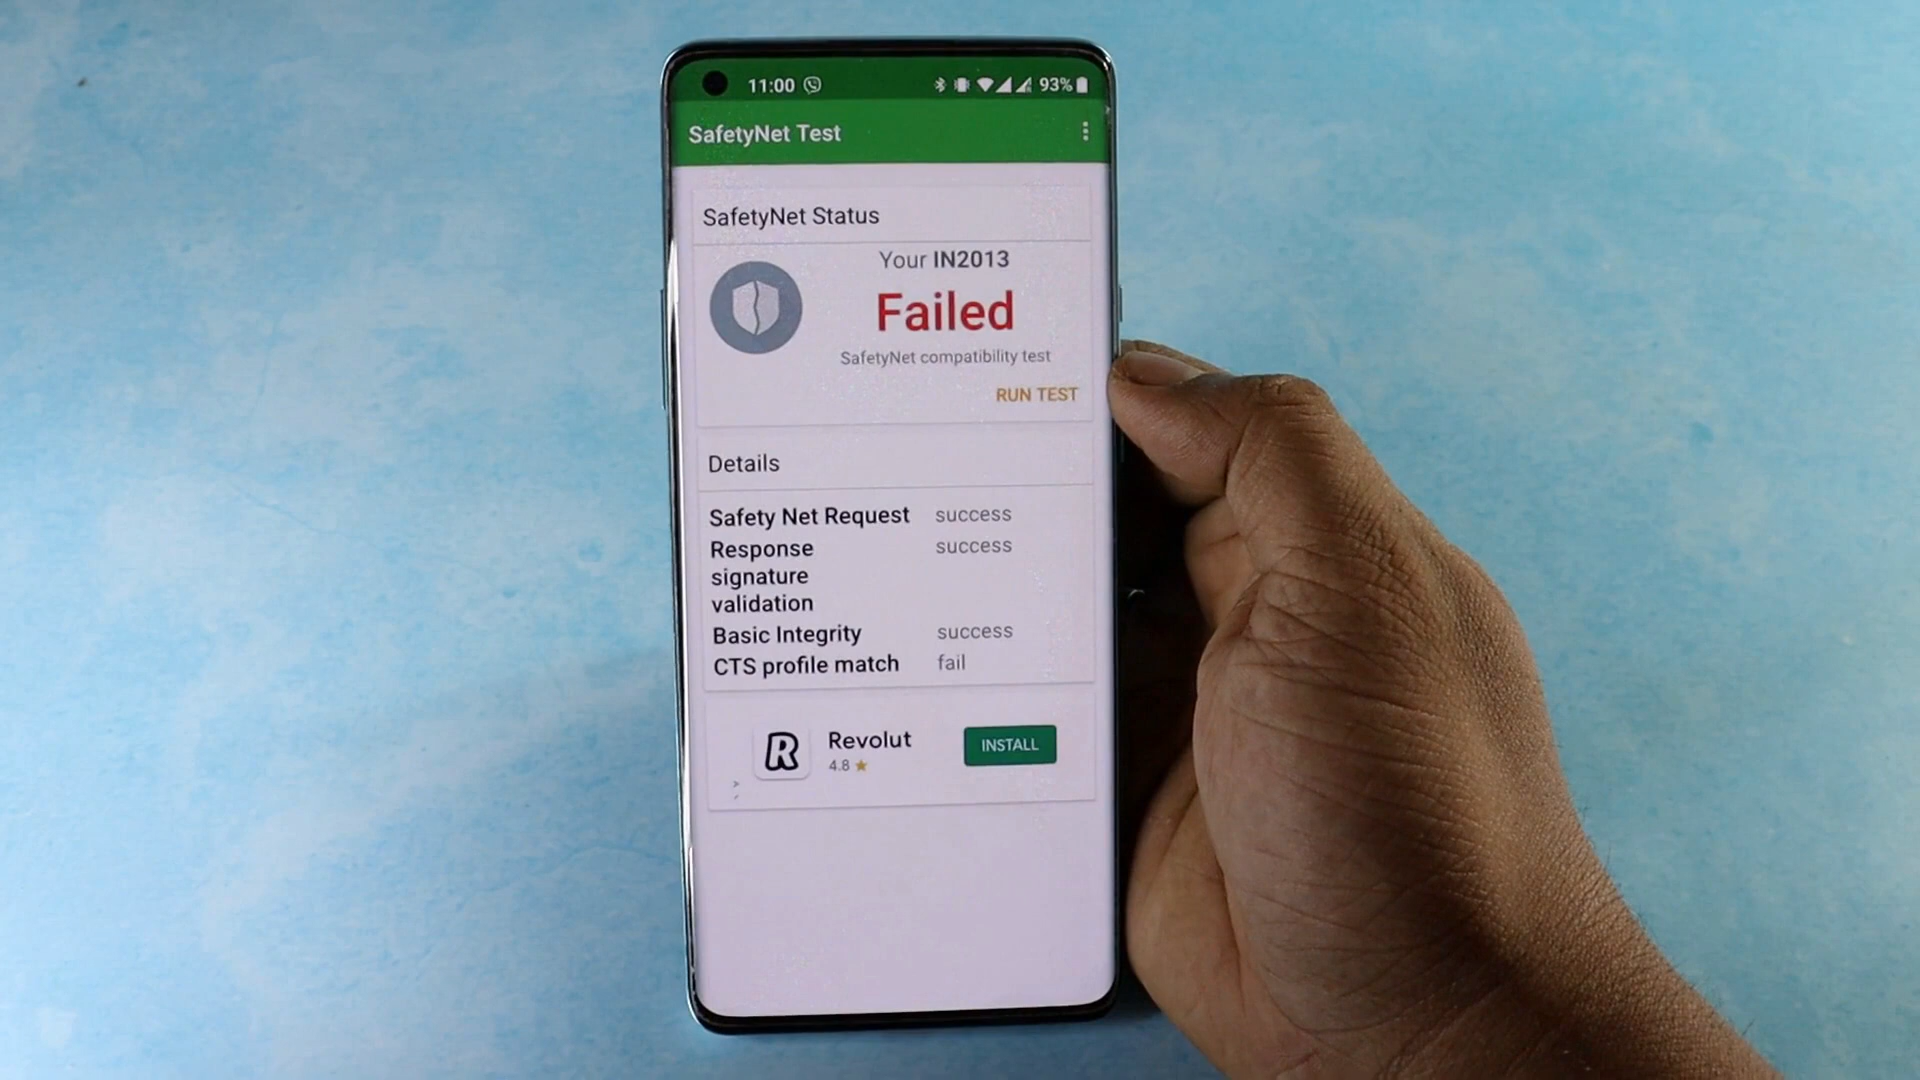 11:00
93%
SafetyNet Test
SafetyNet Status
Your IN2013
Failed
SafetyNet compatibility test
RUN TEST
Details
Safety Net Request success
Response success
signature
validation
Basic Integrity success
CTS profile match fail
R
Revolut
4.8 ★
INSTALL